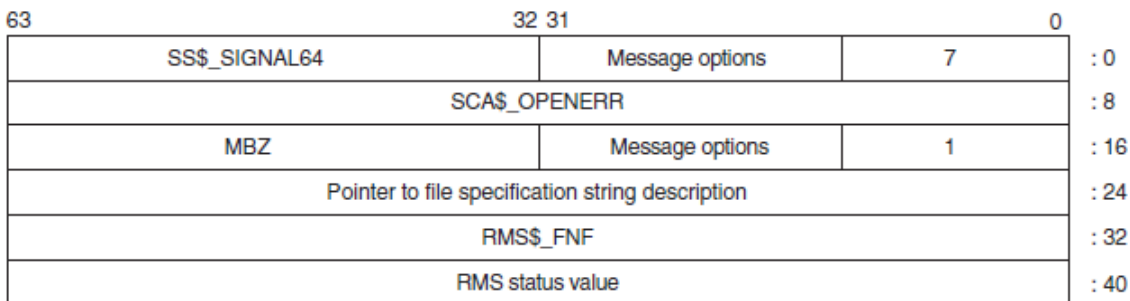 63 32 31 0
SS$_SIGNAL64 Message options 7 : 0
SCA$_OPENERR : 8
MBZ Message options 1 : 16
Pointer to file specification string description : 24
RMS$_FNF : 32
RMS status value : 40